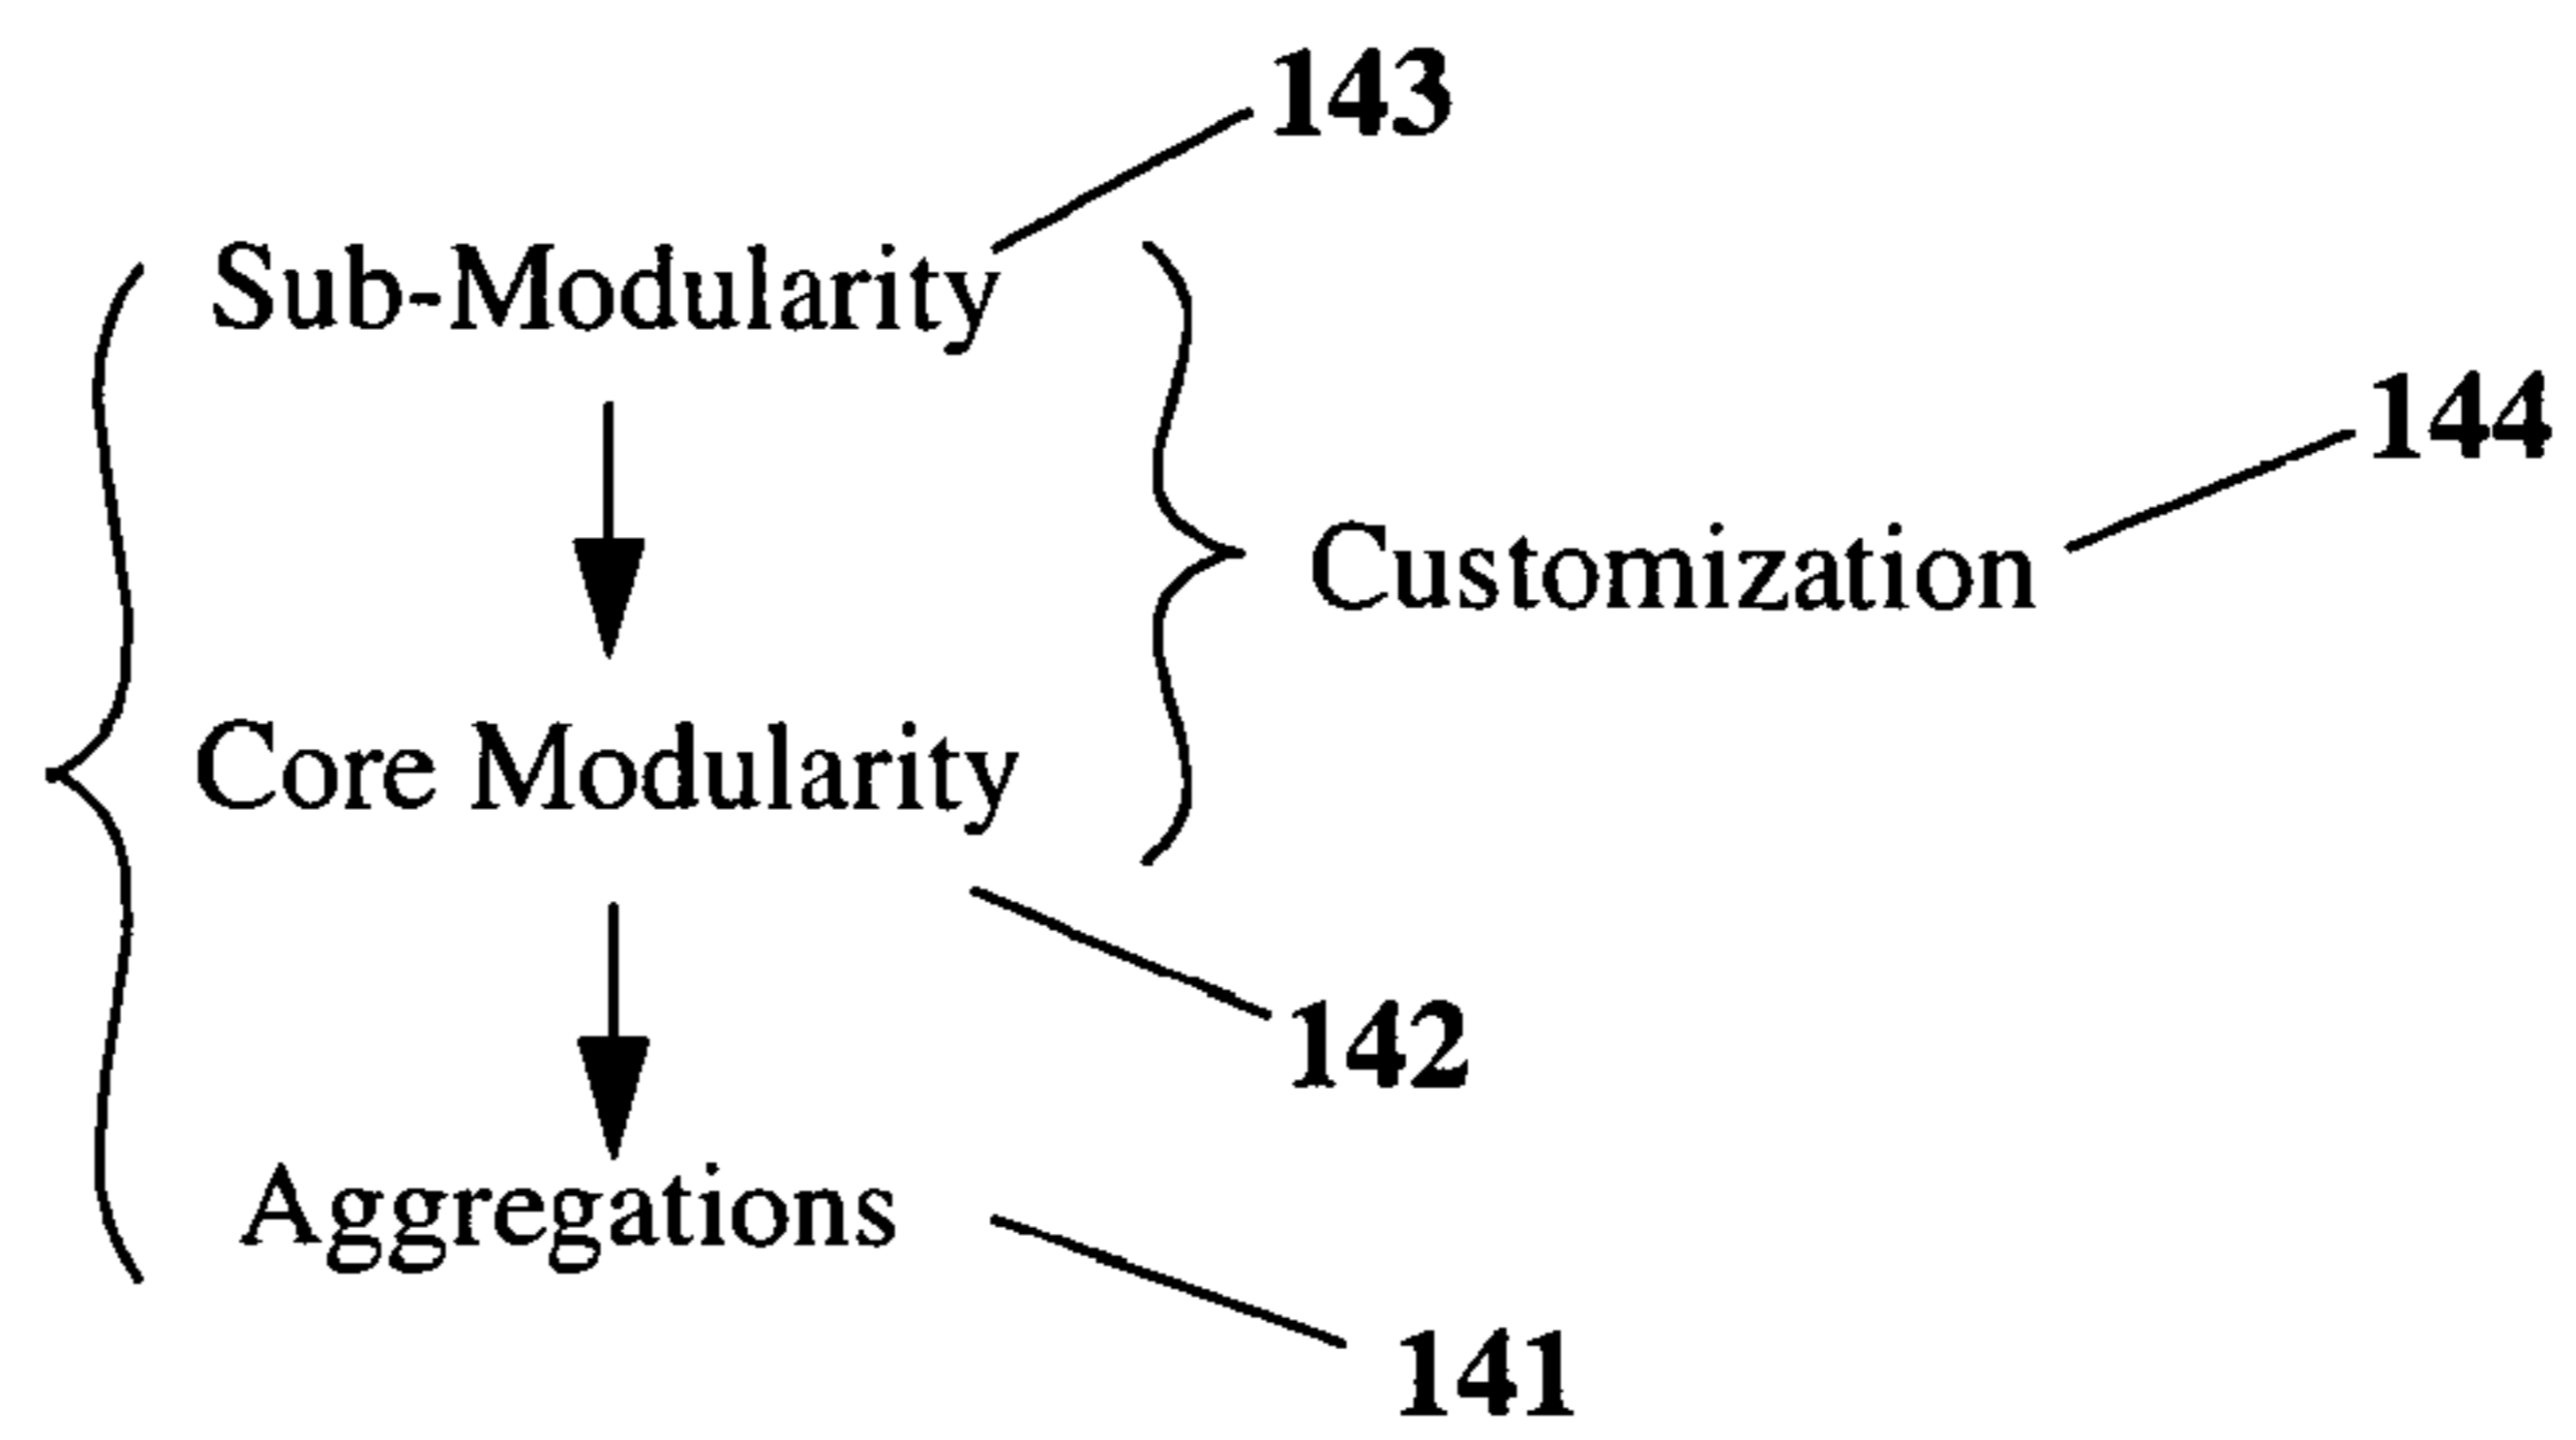 143
Sub-Modularity
144
Customization
Core Modularity
142
Aggregations
141